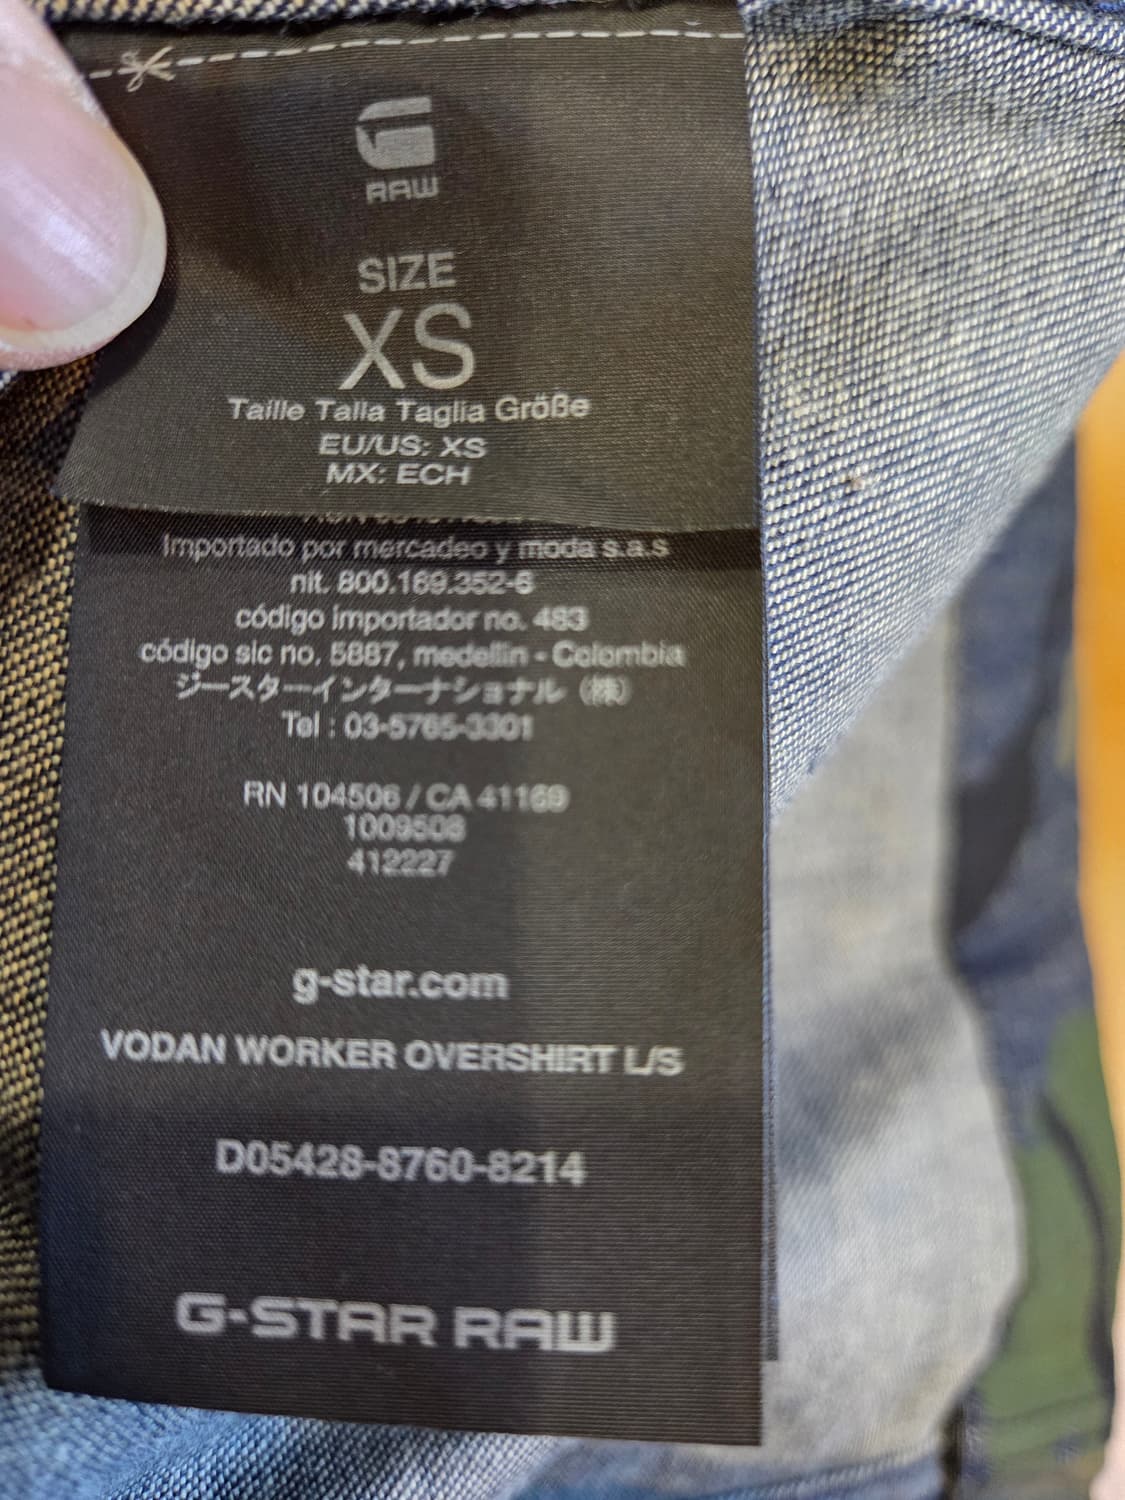 RAW
SIZE
XS
Taille Talla Taglia Größe
EU/US: XS
MX: ECH
Importado por mercadeo y moda s.a.s
nit. 800.169.352-6
código importador no. 483
código sic no. 5887, medellin - Colombia
ジースターインターナショナル（株）
Tel : 03-5765-3301
RN 104506 / CA 41169
1009508
412227
g-star.com
VODAN WORKER OVERSHIRT L/S
D05428-8760-8214
G-STAR RAW